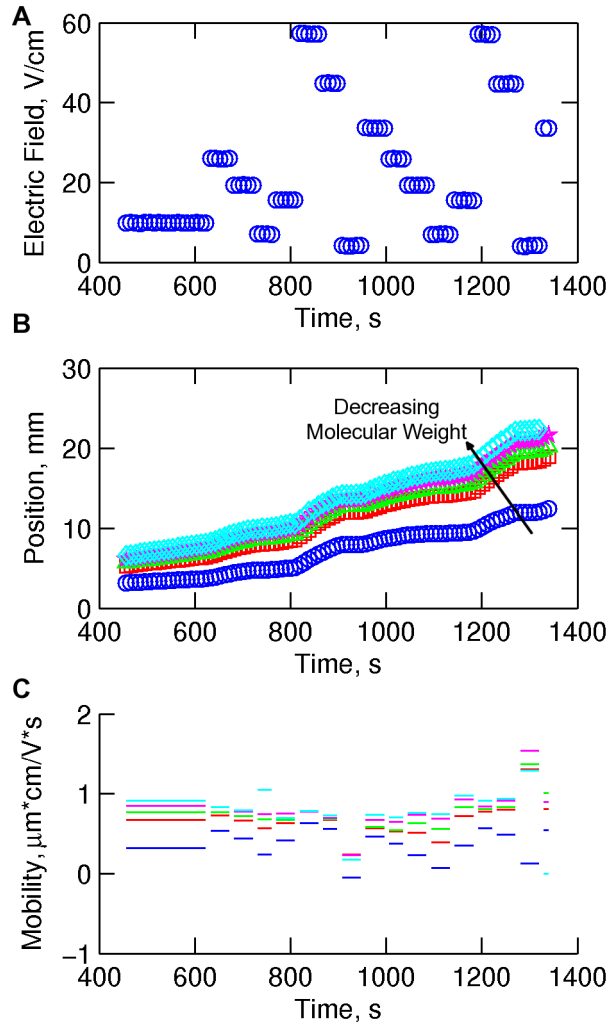 A
60
40
20
0
Electric Field, V/cm
400 600 800 1000 1200 1400
Time, s
B
30
20
10
0
Position, mm
Decreasing
Molecular Weight
400 600 800 1000 1200 1400
Time, s
C
2
1
0
−1
Mobility, μm*cm/V*s
400 600 800 1000 1200 1400
Time, s